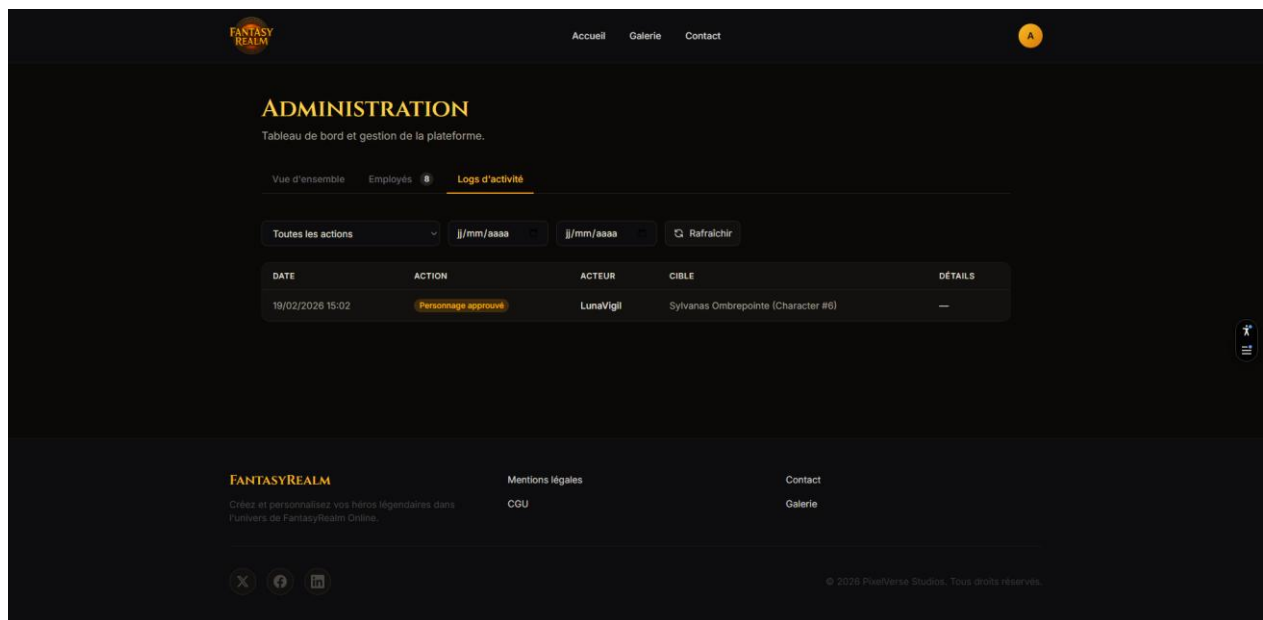 FANTASY
REALM
Accueil Galerie Contact
A
ADMINISTRATION
Tableau de bord et gestion de la plateforme.
Vue d'ensemble Employés 8 Logs d'activité
Toutes les actions jj/mm/aaaa jj/mm/aaaa Rafraîchir
DATE ACTION ACTEUR CIBLE DÉTAILS
19/02/2026 15:02 Personnage approuvé LunaVigil Sylvanas Ombrepointe (Character #6) —
FANTASYREALM Mentions légales Contact
Créez et personnalisez vos héros légendaires dans CGU Galerie
l'univers de FantasyRealm Online.
© 2026 PixelVerse Studios. Tous droits réservés.